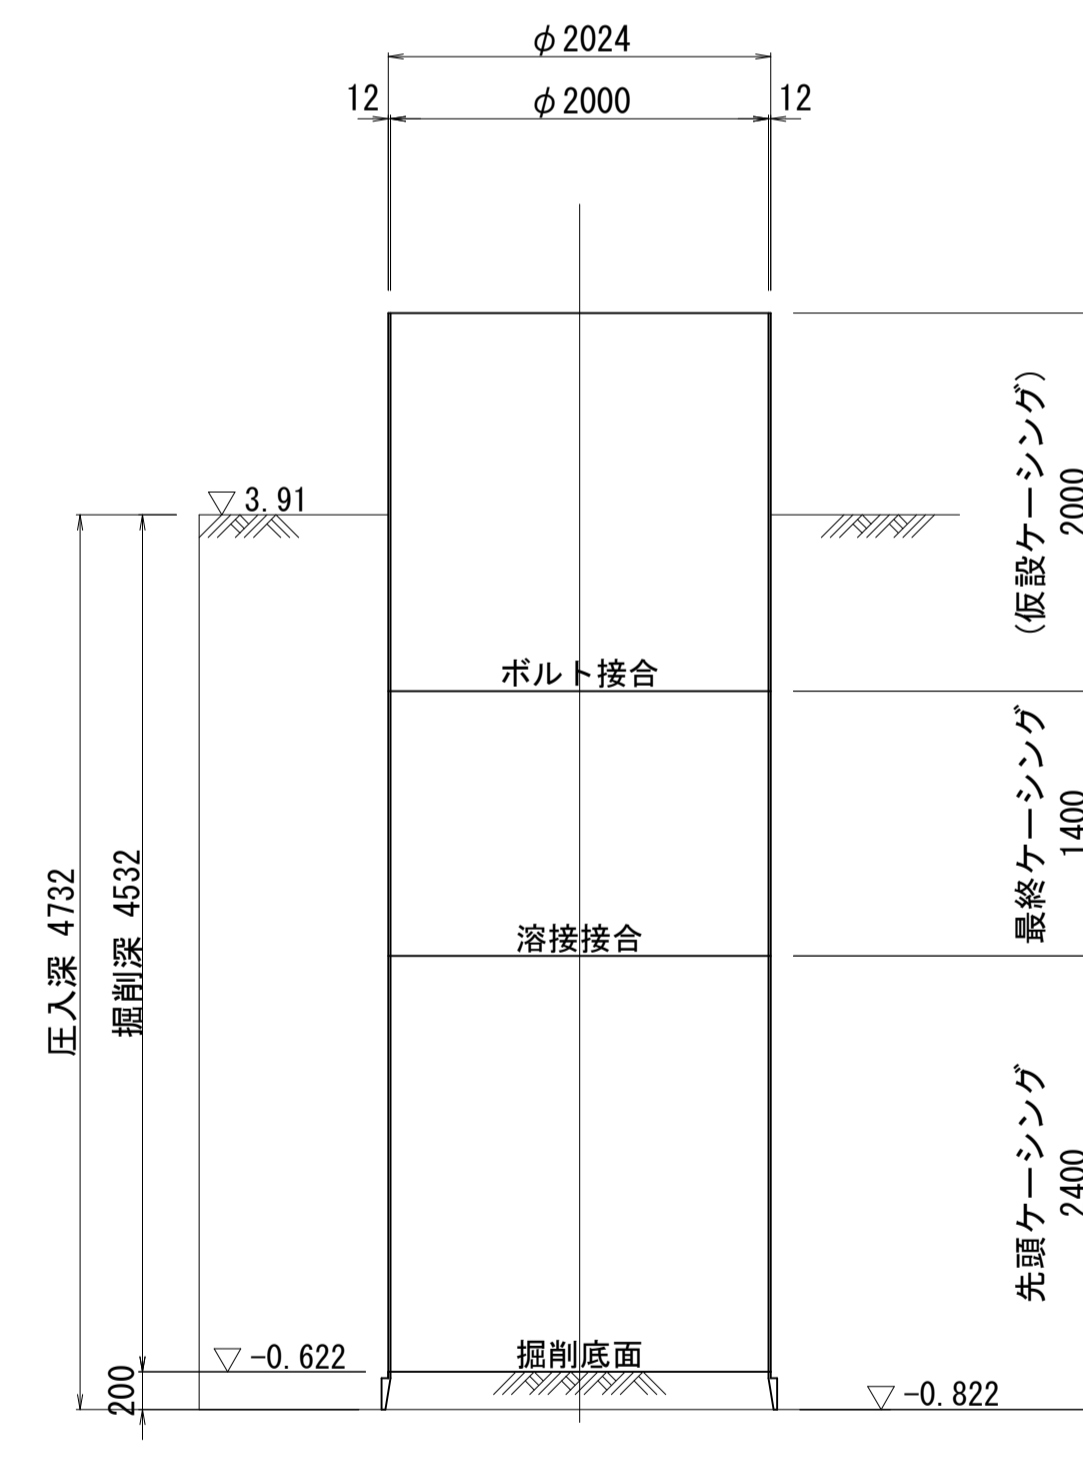 φ2024
12
φ2000
12
3.91
(仮設ケーシング)
2000
ボルト接合
最終ケーシング
1400
圧入深 4732
掘削深 4532
溶接接合
先頭ケーシング
2400
掘削底面
-0.622
200
-0.822